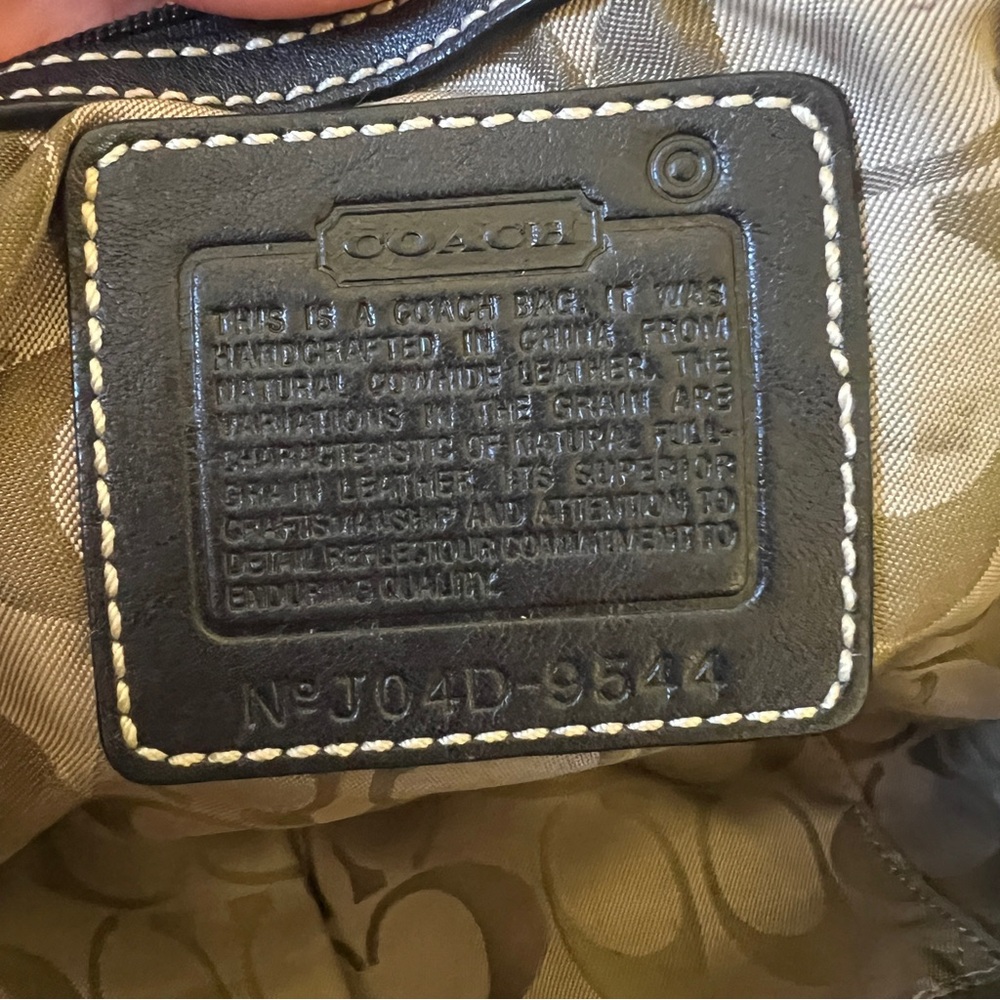 COACH
THIS IS A COACH BAG. IT WAS
HANDCRAFTED IN CHINA FROM
NATURAL COWHIDE LEATHER. THE
VARIATIONS IN THE GRAIN ARE
CHARACTERISTIC OF NATURAL FULL-
GRAIN LEATHER. ITS SUPERIOR
CRAFTSMANSHIP AND ATTENTION TO
DETAIL REFLECT OUR COMMITMENT TO
ENDURING QUALITY.
Nº J04D-9544